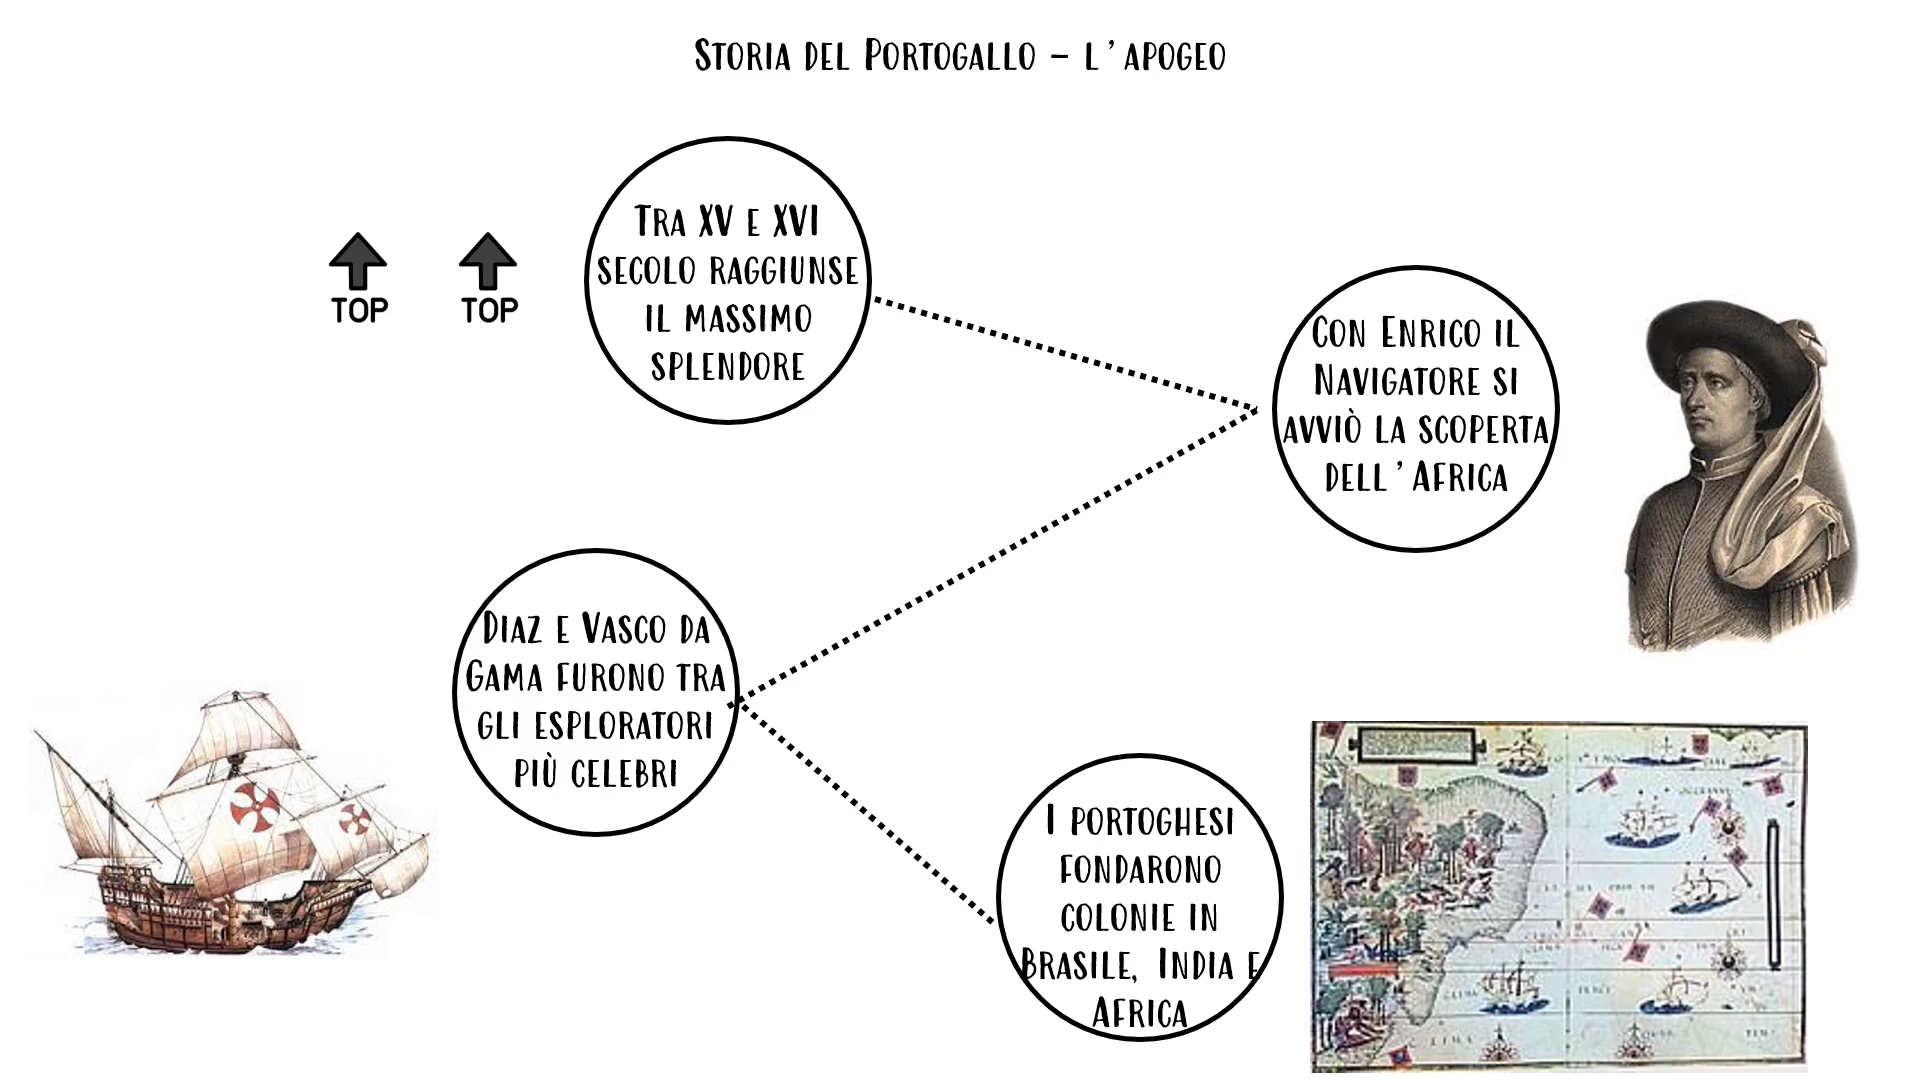 Storia del Portogallo - l'apogeo
Tra XV e XVI
secolo raggiunse
il massimo
splendore
TOP
TOP
Con Enrico il
Navigatore si
avviò la scoperta
dell'Africa
Diaz e Vasco da
Gama furono tra
gli esploratori
più celebri
I portoghesi
fondarono
colonie in
Brasile, India e
Africa